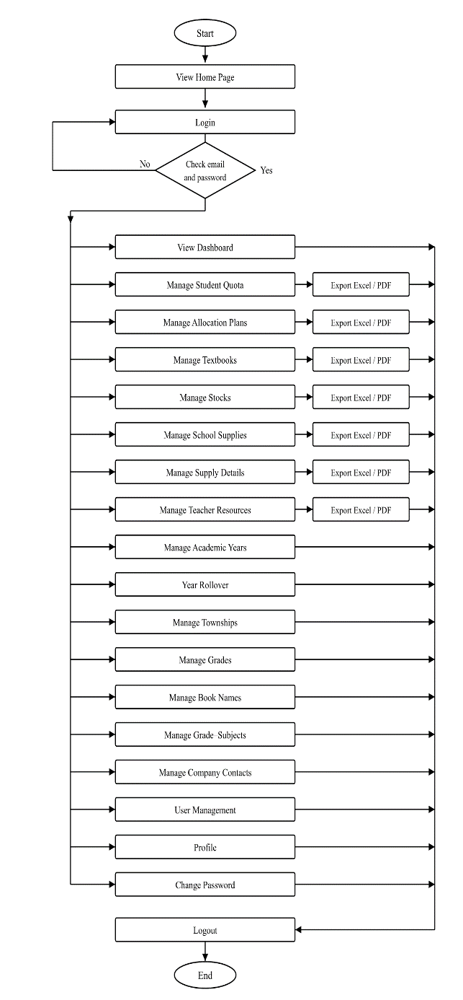 Start
View Home Page
Login
No
Check email
and password
Yes
View Dashboard
Manage Student Quota
Export Excel / PDF
Manage Allocation Plans
Export Excel / PDF
Manage Textbooks
Export Excel / PDF
Manage Stocks
Export Excel / PDF
Manage School Supplies
Export Excel / PDF
Manage Supply Details
Export Excel / PDF
Manage Teacher Resources
Export Excel / PDF
Manage Academic Years
Year Rollover
Manage Townships
Manage Grades
Manage Book Names
Manage Grade–Subjects
Manage Company Contacts
User Management
Profile
Change Password
Logout
End